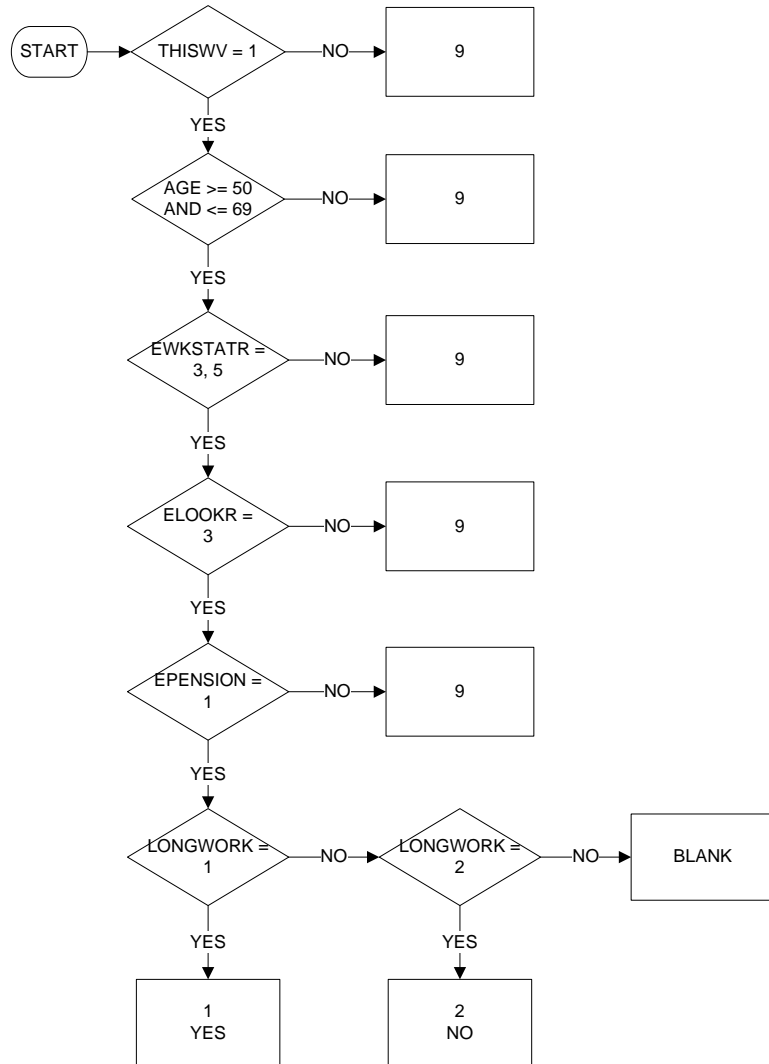 START
THISWV = 1
NO
9
YES
AGE >= 50
AND <= 69
NO
9
YES
EWKSTATR =
3, 5
NO
9
YES
ELOOKR =
3
NO
9
YES
EPENSION =
1
NO
9
YES
LONGWORK =
1
NO
LONGWORK =
2
NO
BLANK
YES
YES
1
YES
2
NO